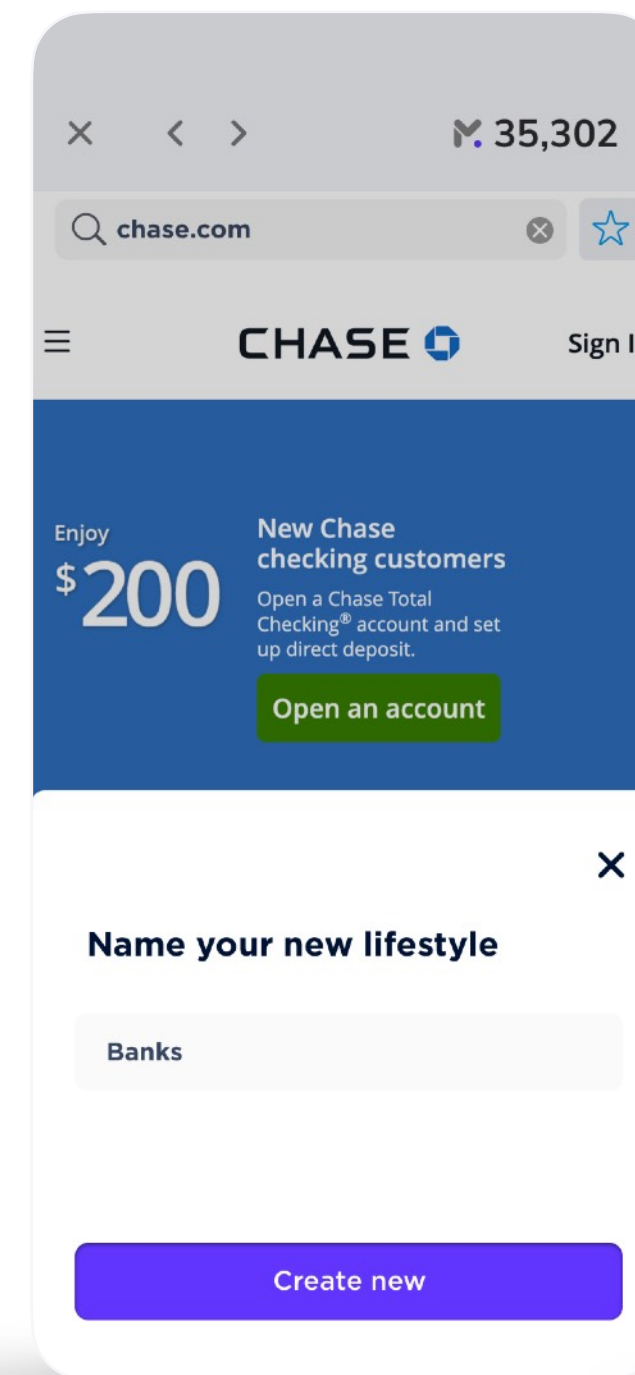 35,302
chase.com
CHASE
Sign I
Enjoy
$200
New Chase
checking customers
Open a Chase Total
Checking® account and set
up direct deposit.
Open an account
Name your new lifestyle
Banks
Create new